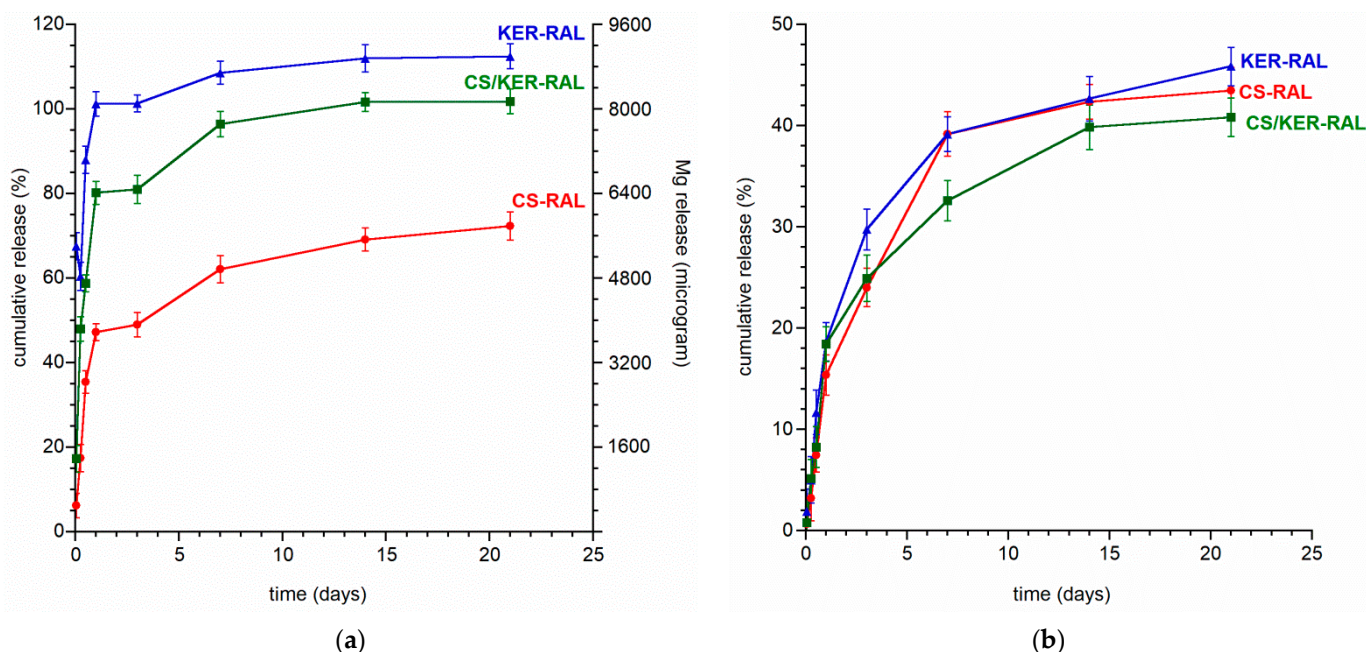 120
100
80
60
40
20
0
cumulative release (%)
9600
8000
6400
4800
3200
1600
Mg release (microgram)
KER-RAL
CS/KER-RAL
CS-RAL
0 5 10 15 20 25
time (days)
(a)
50
40
30
20
10
0
cumulative release (%)
KER-RAL
CS-RAL
CS/KER-RAL
0 5 10 15 20 25
time (days)
(b)